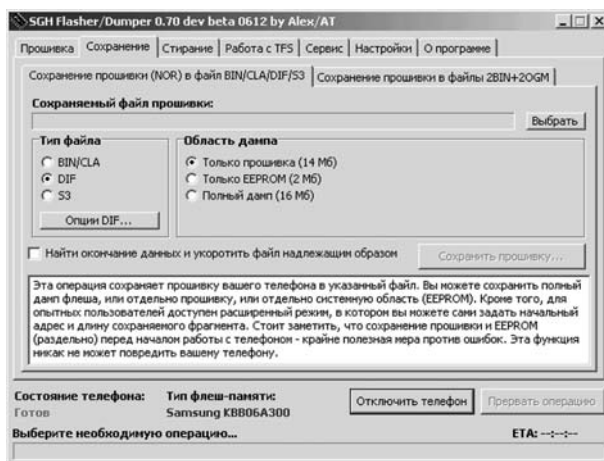 SGH Flasher/Dumper 0.70 dev beta 0612 by Alex/AT
Прошивка Сохранение Стирание Работа с TFS Сервис Настройки О программе
Сохранение прошивки (NOR) в файл BIN/CLA/DIF/S3 Сохранение прошивки в файлы 2BIN+2OGM
Сохраняемый файл прошивки:
Выбрать
Тип файла Область дампа
BIN/CLA Только прошивка (14 Мб)
DIF Только EEPROM (2 Мб)
S3 Полный дамп (16 Мб)
Опции DIF...
Найти окончание данных и укоротить файл надлежащим образом Сохранить прошивку...
Эта операция сохраняет прошивку вашего телефона в указанный файл. Вы можете сохранить полный
дамп флеша, или отдельно прошивку, или отдельно системную область (EEPROM). Кроме того, для
опытных пользователей доступен расширенный режим, в котором вы можете сами задать начальный
адрес и длину сохраняемого фрагмента. Стоит заметить, что сохранение прошивки и EEPROM
(раздельно) перед началом работы с телефоном - крайне полезная мера против ошибок. Эта функция
никак не может повредить вашему телефону.
Состояние телефона: Тип флеш-памяти: Отключить телефон Прервать операцию
Готов Samsung KBB06A300
Выберите необходимую операцию... ETA: --:--:--